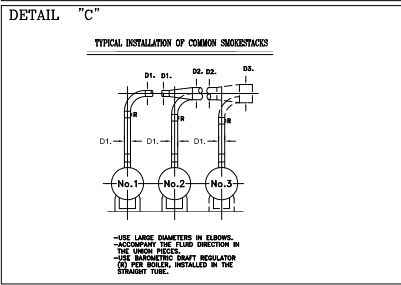 DETAIL "C"
TYPICAL INSTALLATION OF COMMON SMOKESTACKS
D1. D1. D2. D2. D3.
R R R
D1. D1. D1.
No.1 No.2 No.3
-USE LARGE DIAMETERS IN ELBOWS.
-ACCOMPANY THE FLUID DIRECTION IN
THE UNION PIECES.
-USE BAROMETRIC DRAFT REGULATOR
(R) PER BOILER, INSTALLED IN THE
STRAIGHT TUBE.